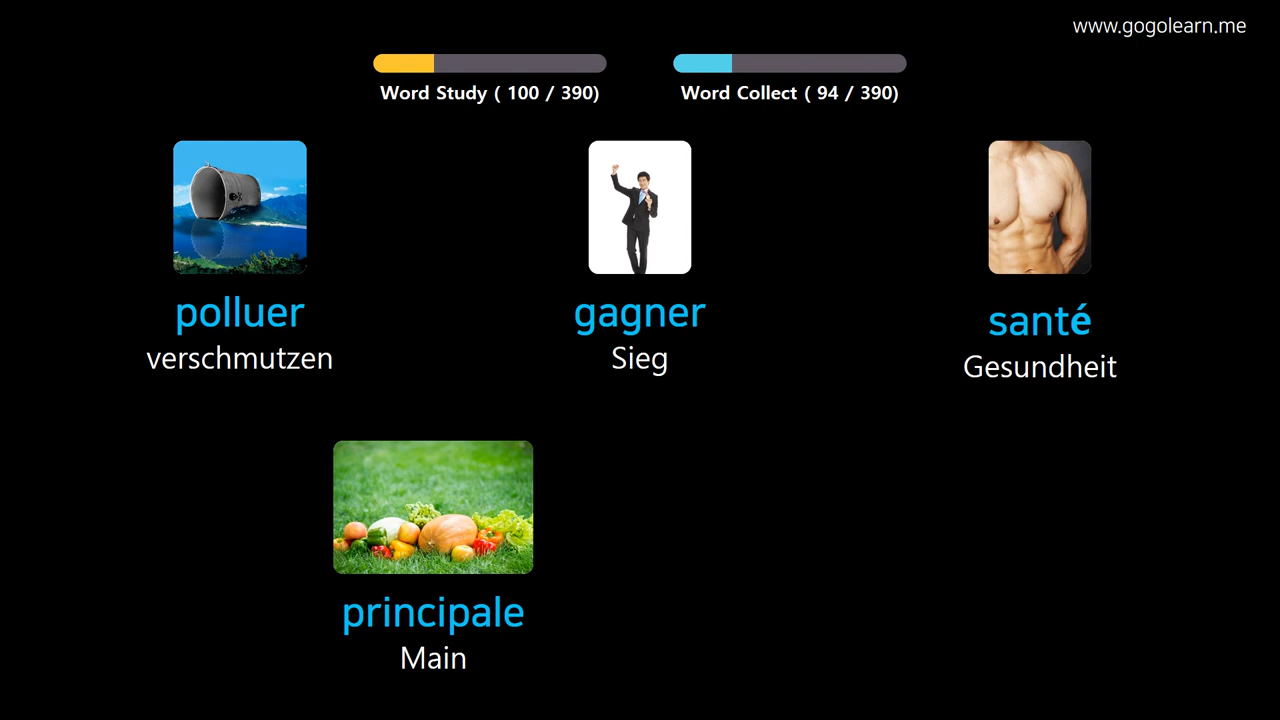 www.gogolearn.me
Word Study ( 100 / 390)
Word Collect ( 94 / 390)
polluer
verschmutzen
gagner
Sieg
santé
Gesundheit
principale
Main